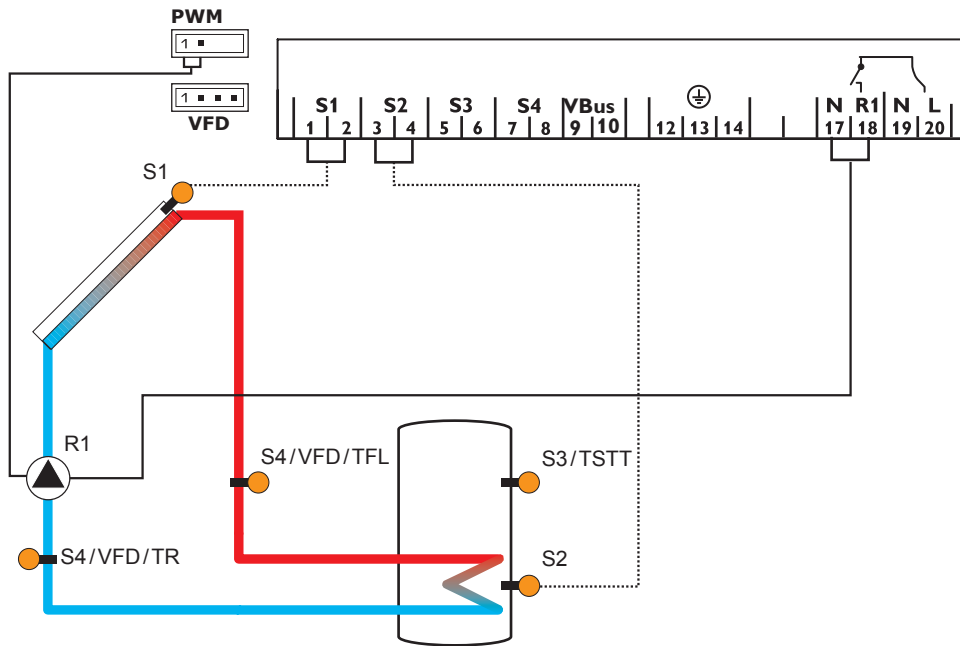 PWM
1
1
VFD
S1 S2 S3 S4 VBus N R1 N L
1 2 3 4 5 6 7 8 9 10 12 13 14 17 18 19 20
S1
R1
S4/VFD/TFL
S3/TSTT
S4/VFD/TR
S2